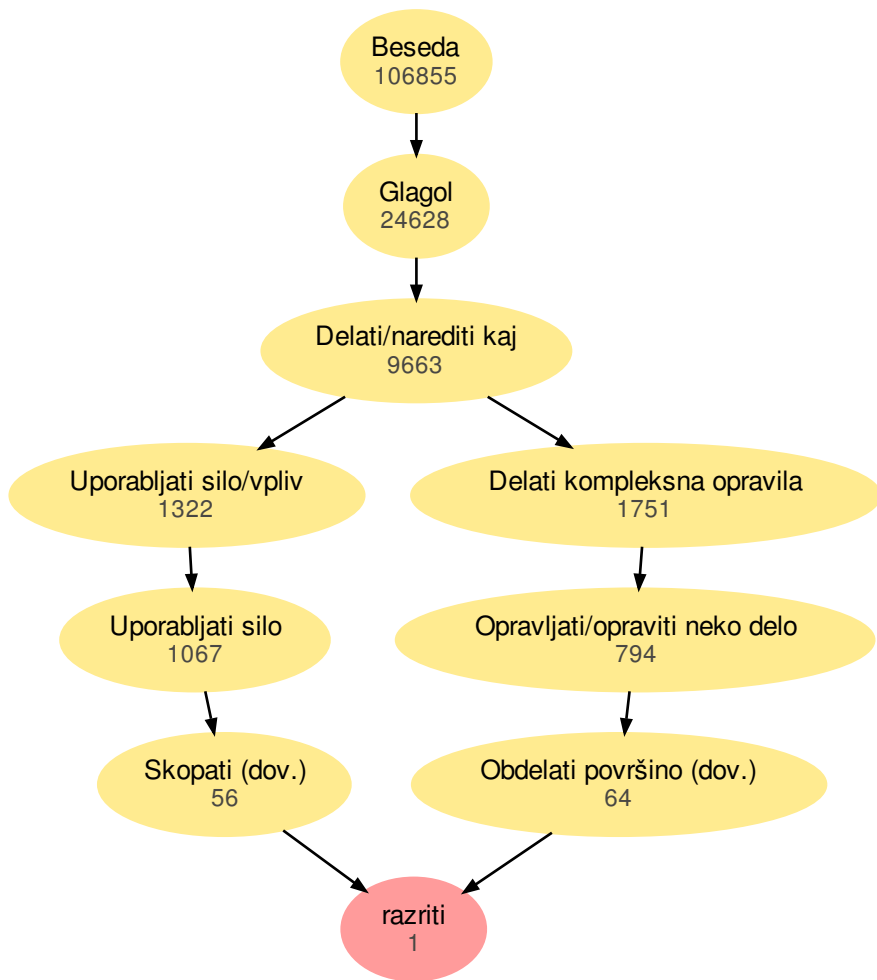 Beseda
106855
Glagol
24628
Delati/narediti kaj
9663
Uporabljati silo/vpliv
1322
Delati kompleksna opravila
1751
Uporabljati silo
1067
Opravljati/opraviti neko delo
794
Skopati (dov.)
56
Obdelati površino (dov.)
64
razriti
1